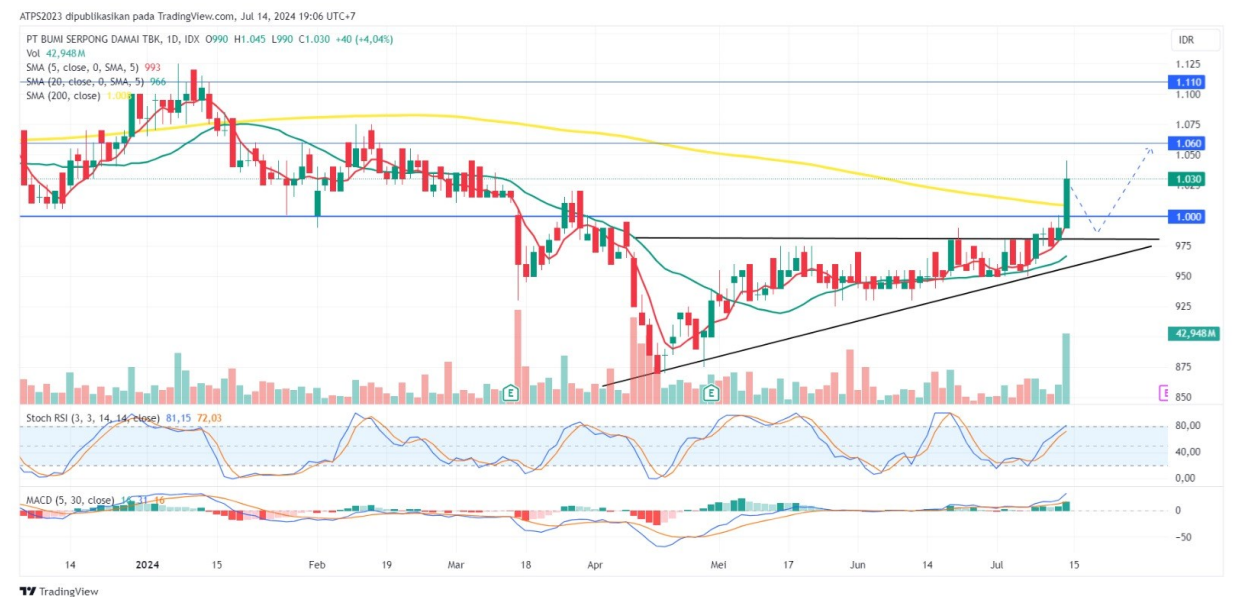 ATPS2023 dipublikasikan pada TradingView.com, Jul 14, 2024 19:06 UTC+7
PT BUMI SERPONG DAMAI TBK, 1D, IDX O990 H1.045 L990 C1.030 +40 (+4,04%)
IDR
Vol 42,948M
SMA (5, close, 0, SMA, 5) 993
SMA (20, close, 0, SMA, 5) 966
SMA (200, close)
1.125
1.110
1.100
1.075
1.060
1.050
1.030
1.025
1.000
975
950
925
42,948M
875
850
E
E
E
Stoch RSI (3, 3, 14, 14, close) 81,15 72,03
80,00
40,00
0,00
MACD (5, 30, close) 15 31 16
0
−50
14 2024 15 Feb 19 Mar 18 Apr Mei 17 Jun 14 Jul 15
TradingView